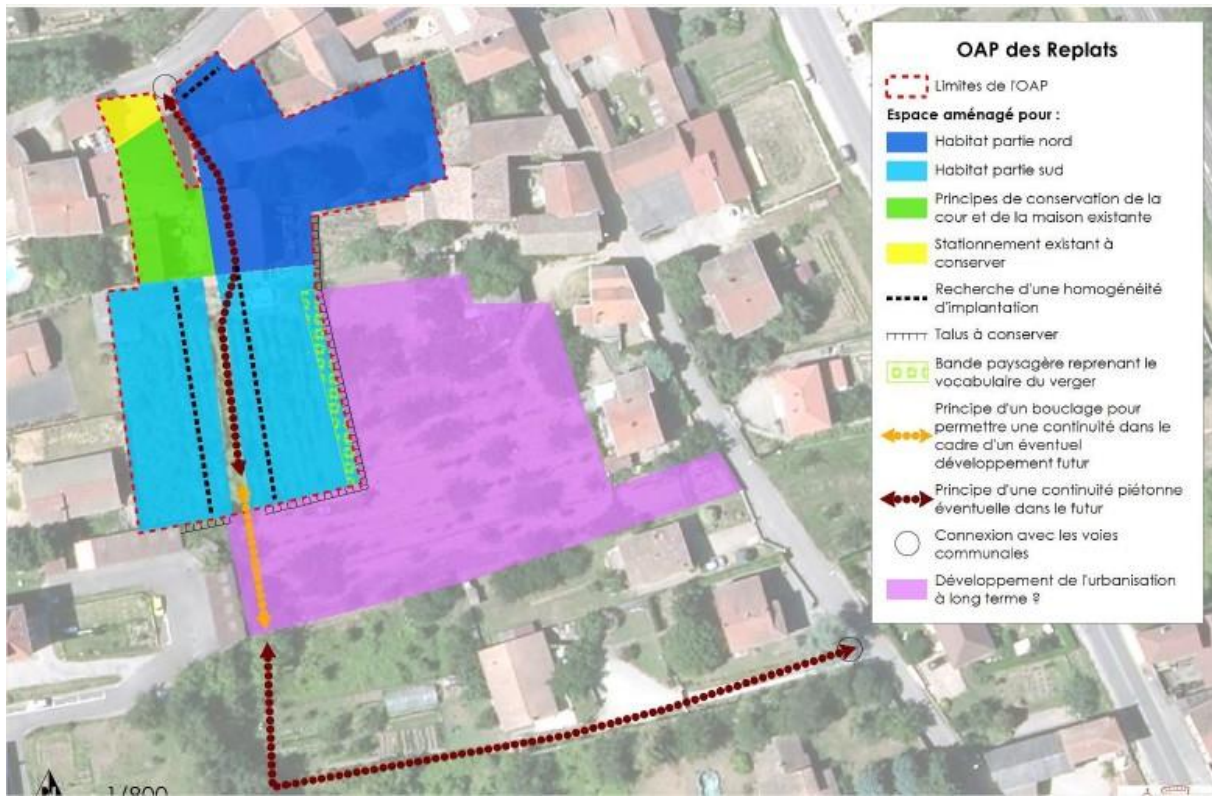 OAP des Replats
Limites de l'OAP
Espace aménagé pour :
Habitat partie nord
Habitat partie sud
Principes de conservation de la
cour et de la maison existante
Stationnement existant à
conserver
Recherche d'une homogénéité
d'implantation
Talus à conserver
Bande paysagère reprenant le
vocabulaire du verger
Principe d'un bouclage pour
permettre une continuité dans le
cadre d'un éventuel
développement futur
Principe d'une continuité piétonne
éventuelle dans le futur
Connexion avec les voies
communales
Développement de l'urbanisation
à long terme ?
1/800